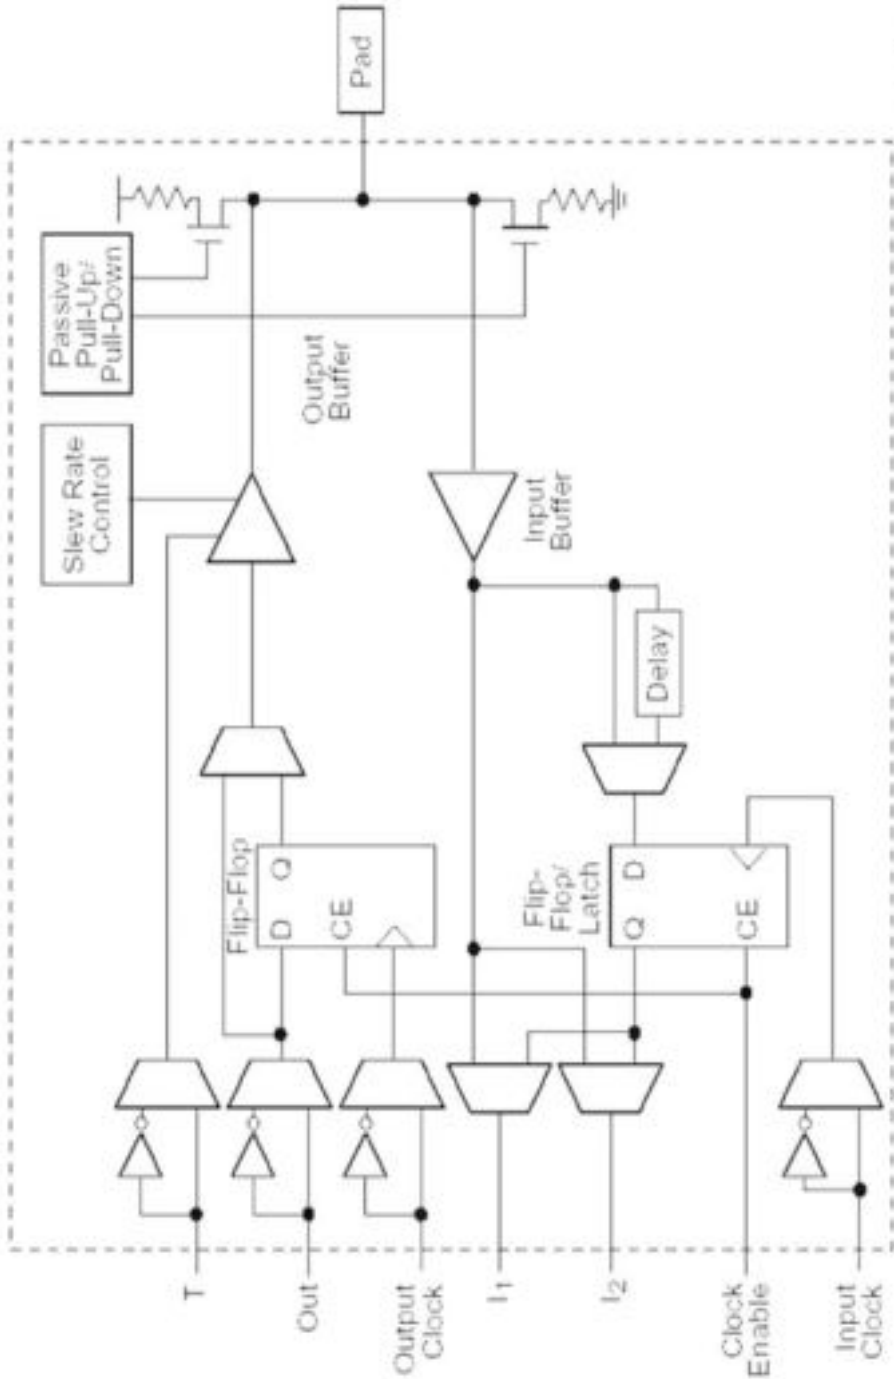 Slew Rate
Control
Passive
Pull-Up/
Pull-Down
T
Out
Output
Clock
Flip-Flop
D
Q
CE
Output
Buffer
Pad
I1
I2
Flip-
Flop/
Latch
Q
D
CE
Delay
Input
Buffer
Clock
Enable
Input
Clock